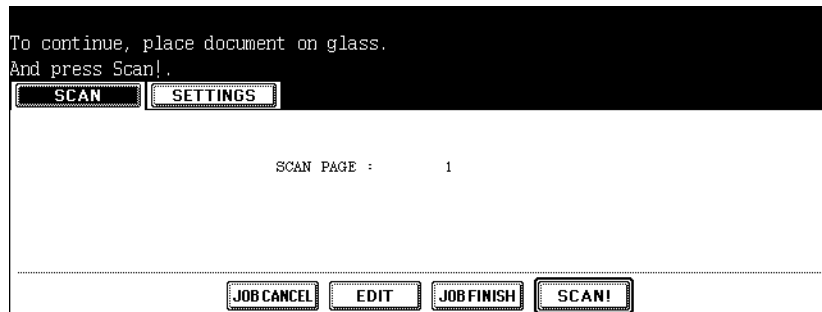 To continue, place document on glass.
And press Scan!.
SCAN SETTINGS
SCAN PAGE : 1
JOB CANCEL EDIT JOB FINISH SCAN!